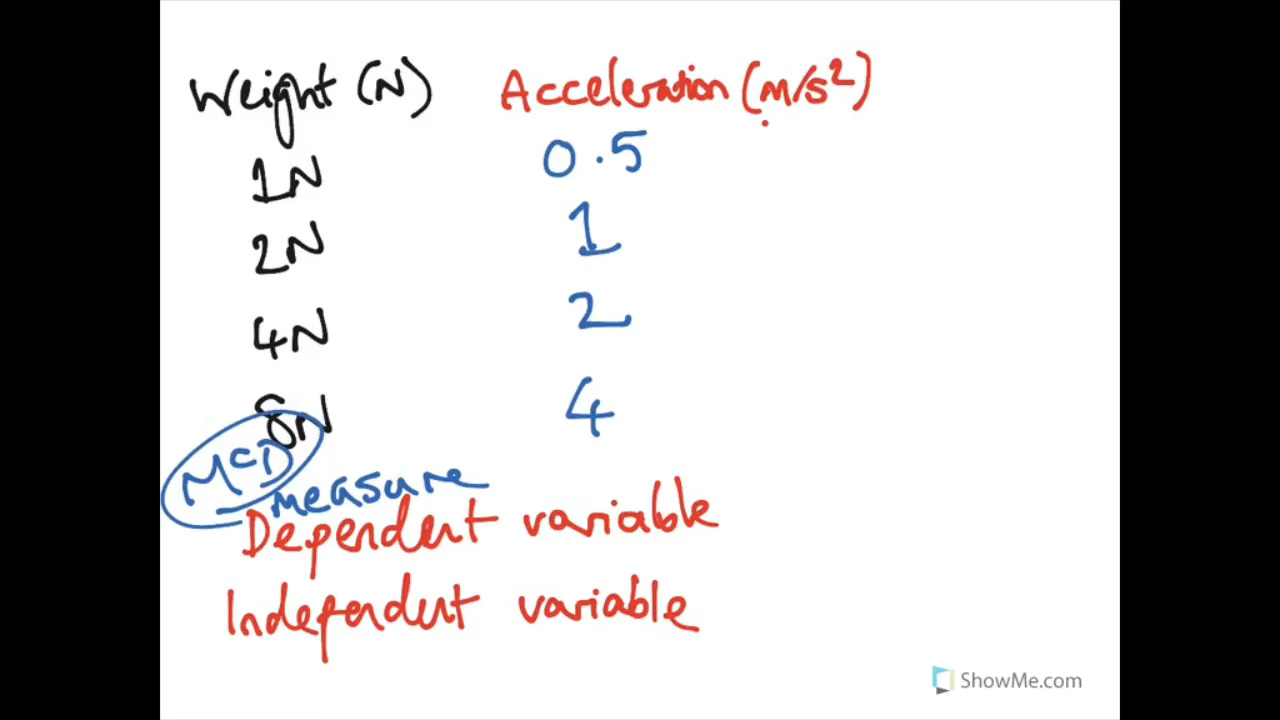 Weight (N) Acceleration (m/s²)
1N 0.5
2N 1
4N 2
8N 4
McD
measure
Dependent variable
Independent variable
ShowMe.com